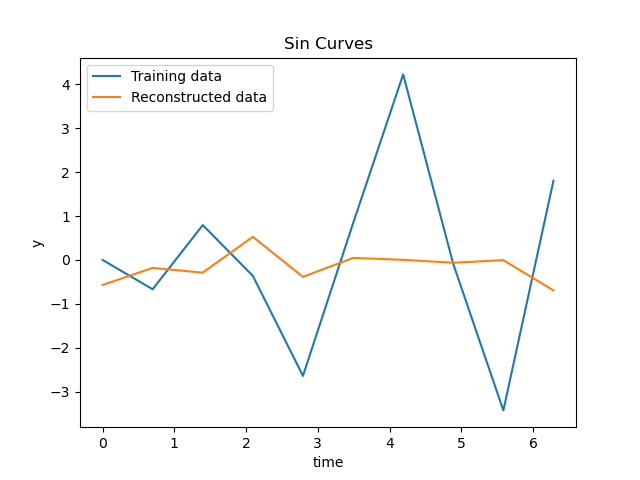 Sin Curves
Training data
Reconstructed data
4
3
2
1
0
−1
−2
−3
y
0 1 2 3 4 5 6
time